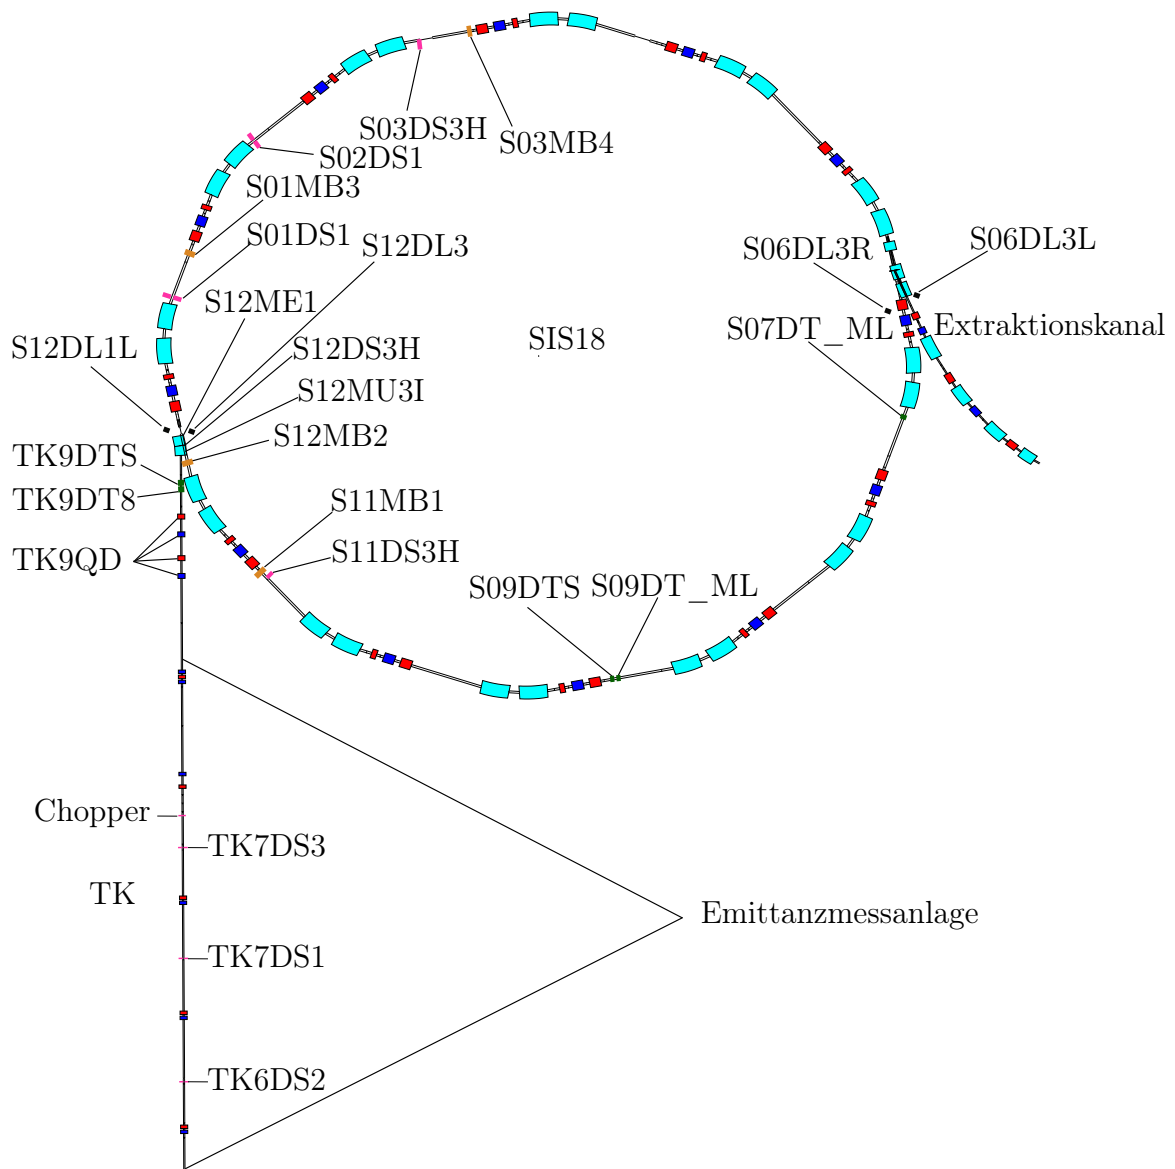 S03DS3H
S03MB4
S02DS1
S01MB3
S01DS1
S12DL3
S06DL3R
S06DL3L
S12ME1
S07DT_ML
Extraktionskanal
SIS18
S12DL1L
S12DS3H
S12MU3I
S12MB2
TK9DTS
TK9DT8
S11MB1
TK9QD
S11DS3H
S09DTS
S09DT_ML
Chopper
TK7DS3
TK
Emittanzmessanlage
TK7DS1
TK6DS2